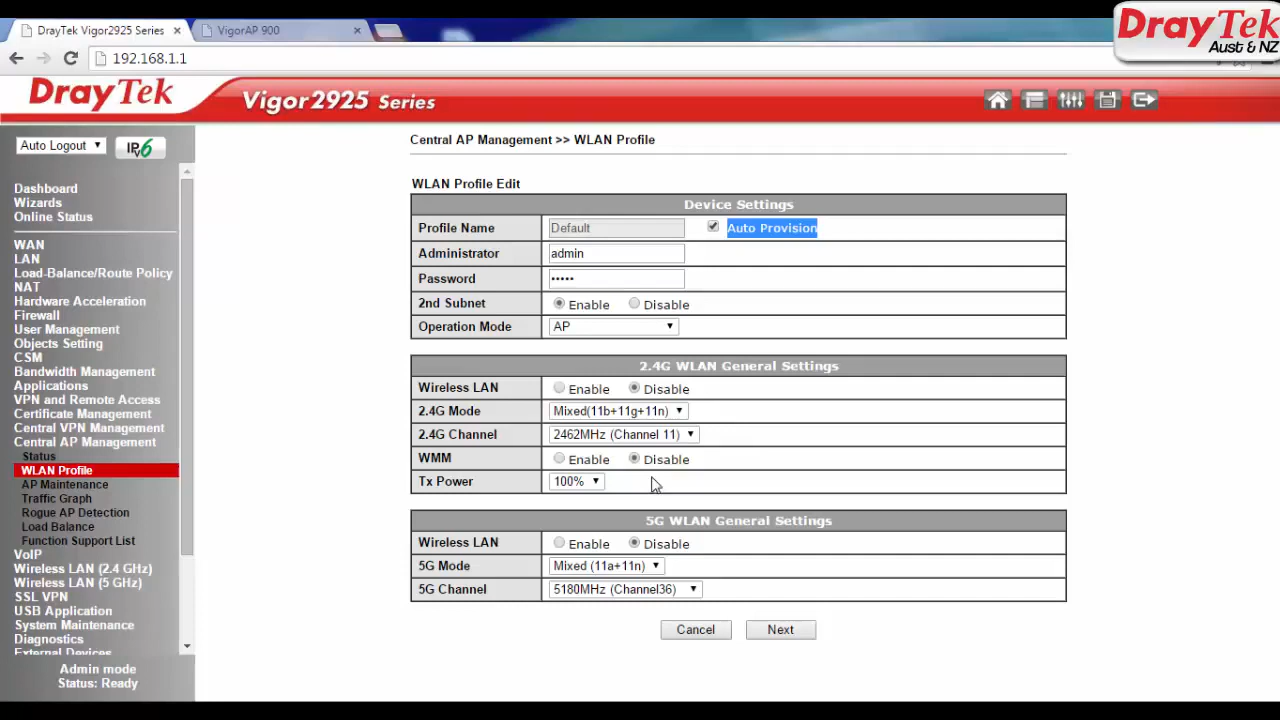 DrayTek Vigor2925 Series
VigorAP 900
DrayTek
Aust & NZ
192.168.1.1
DrayTek
Vigor2925 Series
Auto Logout
IPv6
Dashboard
Wizards
Online Status
WAN
LAN
Load-Balance/Route Policy
NAT
Hardware Acceleration
Firewall
User Management
Objects Setting
CSM
Bandwidth Management
Applications
VPN and Remote Access
Certificate Management
Central VPN Management
Central AP Management
Status
WLAN Profile
AP Maintenance
Traffic Graph
Rogue AP Detection
Load Balance
Function Support List
VoIP
Wireless LAN (2.4 GHz)
Wireless LAN (5 GHz)
SSL VPN
USB Application
System Maintenance
Diagnostics
External Devices
Admin mode
Status: Ready
Central AP Management >> WLAN Profile
WLAN Profile Edit
Device Settings
Profile Name Default Auto Provision
Administrator admin
Password •••••
2nd Subnet Enable Disable
Operation Mode AP
2.4G WLAN General Settings
Wireless LAN Enable Disable
2.4G Mode Mixed(11b+11g+11n)
2.4G Channel 2462MHz (Channel 11)
WMM Enable Disable
Tx Power 100%
5G WLAN General Settings
Wireless LAN Enable Disable
5G Mode Mixed (11a+11n)
5G Channel 5180MHz (Channel36)
Cancel Next